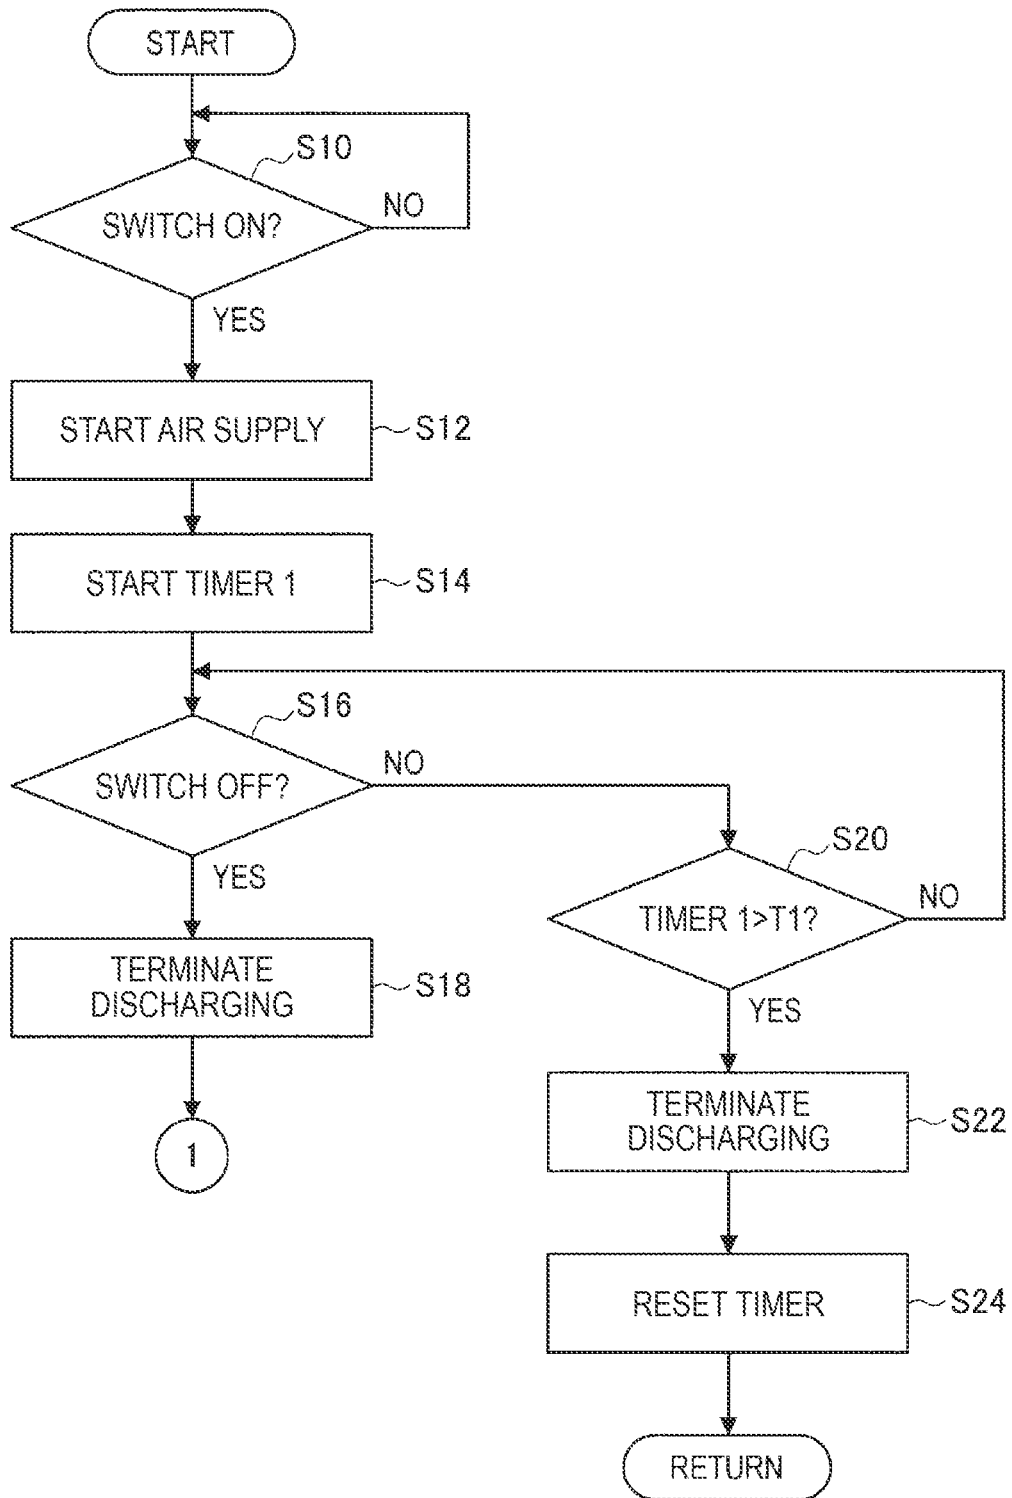 START
S10
SWITCH ON?
NO
YES
START AIR SUPPLY
S12
START TIMER 1
S14
S16
SWITCH OFF?
NO
YES
S20
TIMER 1>T1?
NO
YES
TERMINATE
DISCHARGING
S18
1
TERMINATE
DISCHARGING
S22
RESET TIMER
S24
RETURN